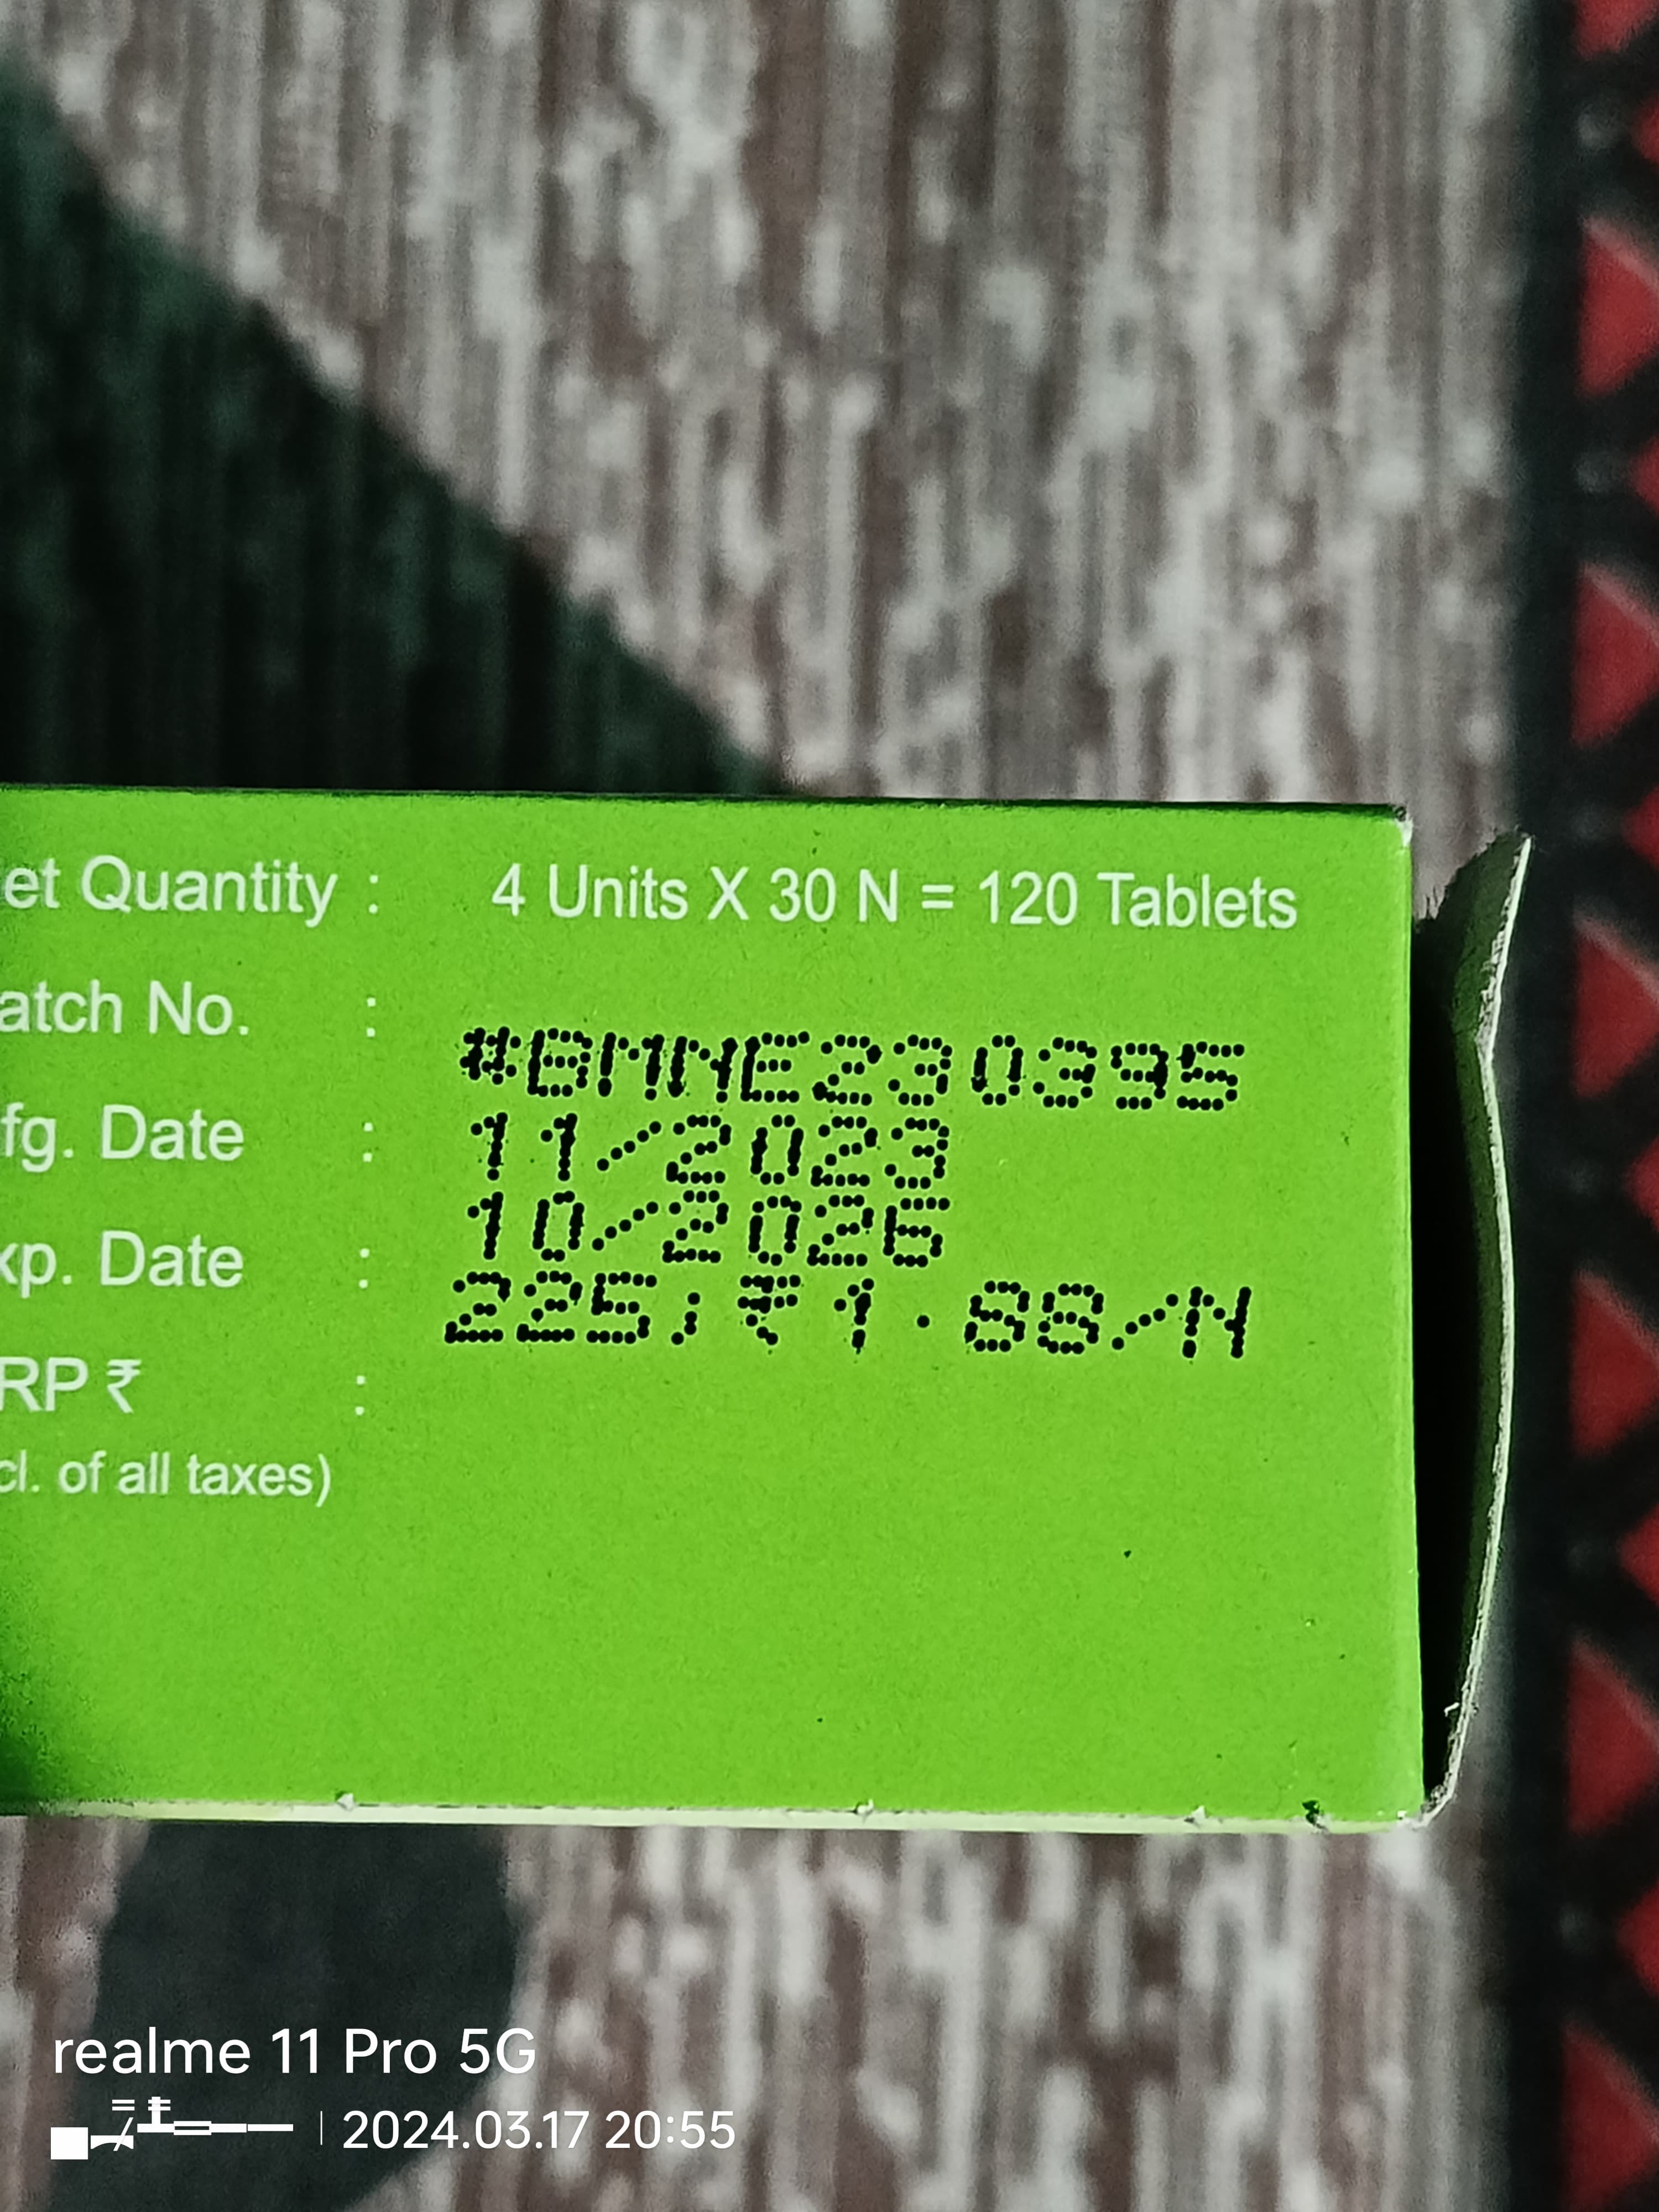 et Quantity : 4 Units X 30 N = 120 Tablets
atch No. : #BMNE230395
fg. Date : 11/2023
xp. Date : 10/2026
RP ₹ : 225;₹1.88/N
cl. of all taxes)
realme 11 Pro 5G
2024.03.17 20:55